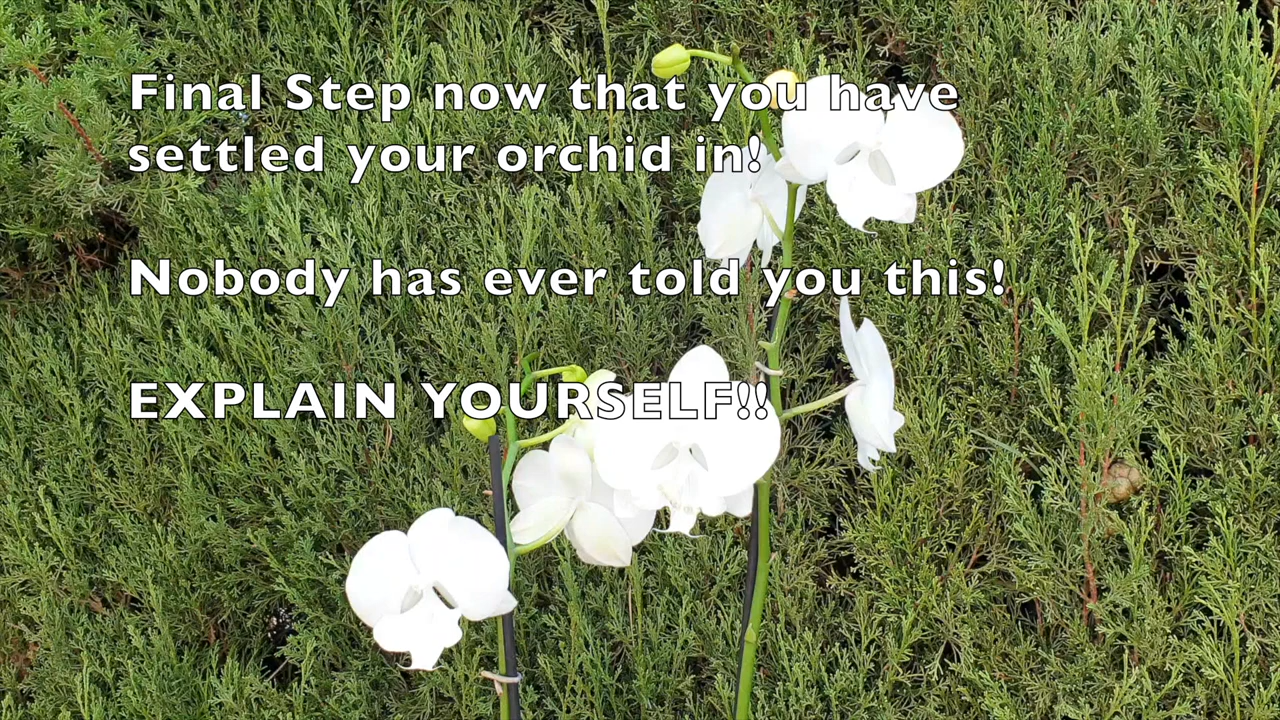 Final Step now that you have
settled your orchid in!
Nobody has ever told you this!
EXPLAIN YOURSELF!!